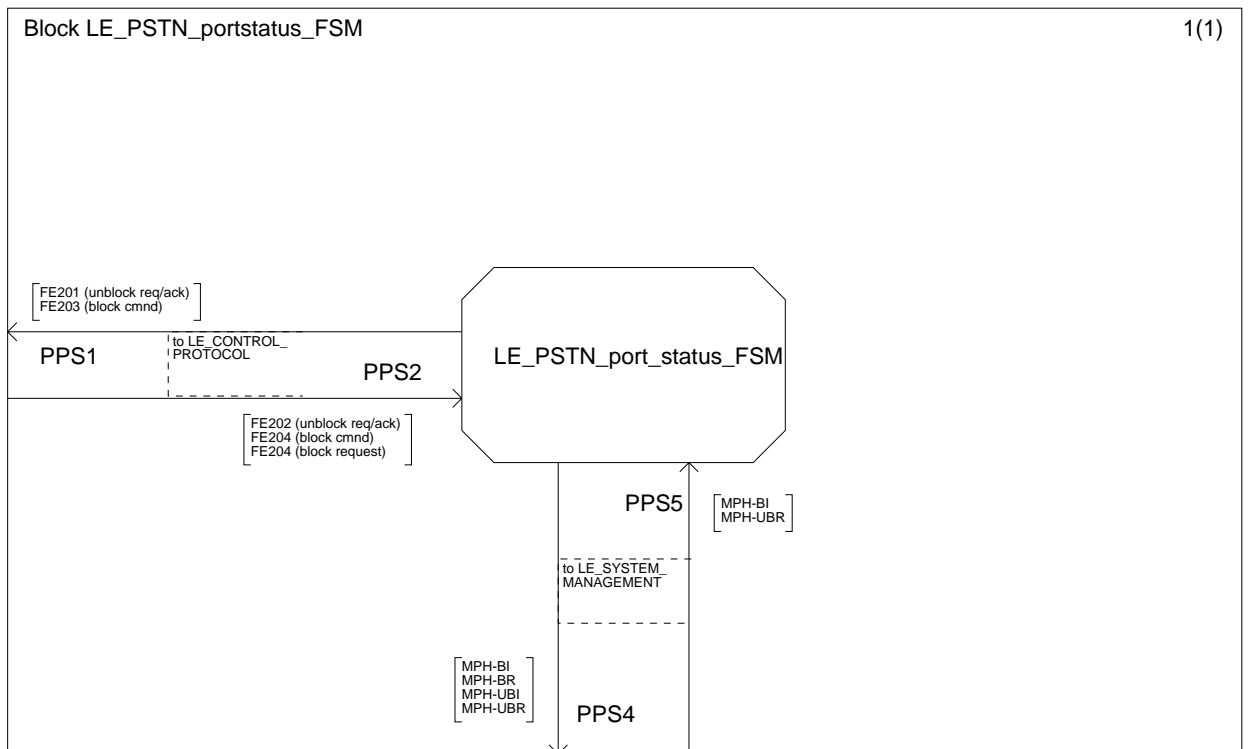 Block LE_PSTN_portstatus_FSM
1(1)
FE201 (unblock req/ack)
FE203 (block cmnd)
to LE_CONTROL_
PROTOCOL
PPS1
PPS2
LE_PSTN_port_status_FSM
FE202 (unblock req/ack)
FE204 (block cmnd)
FE204 (block request)
PPS5
MPH-BI
MPH-UBR
to LE_SYSTEM_
MANAGEMENT
MPH-BI
MPH-BR
MPH-UBI
MPH-UBR
PPS4